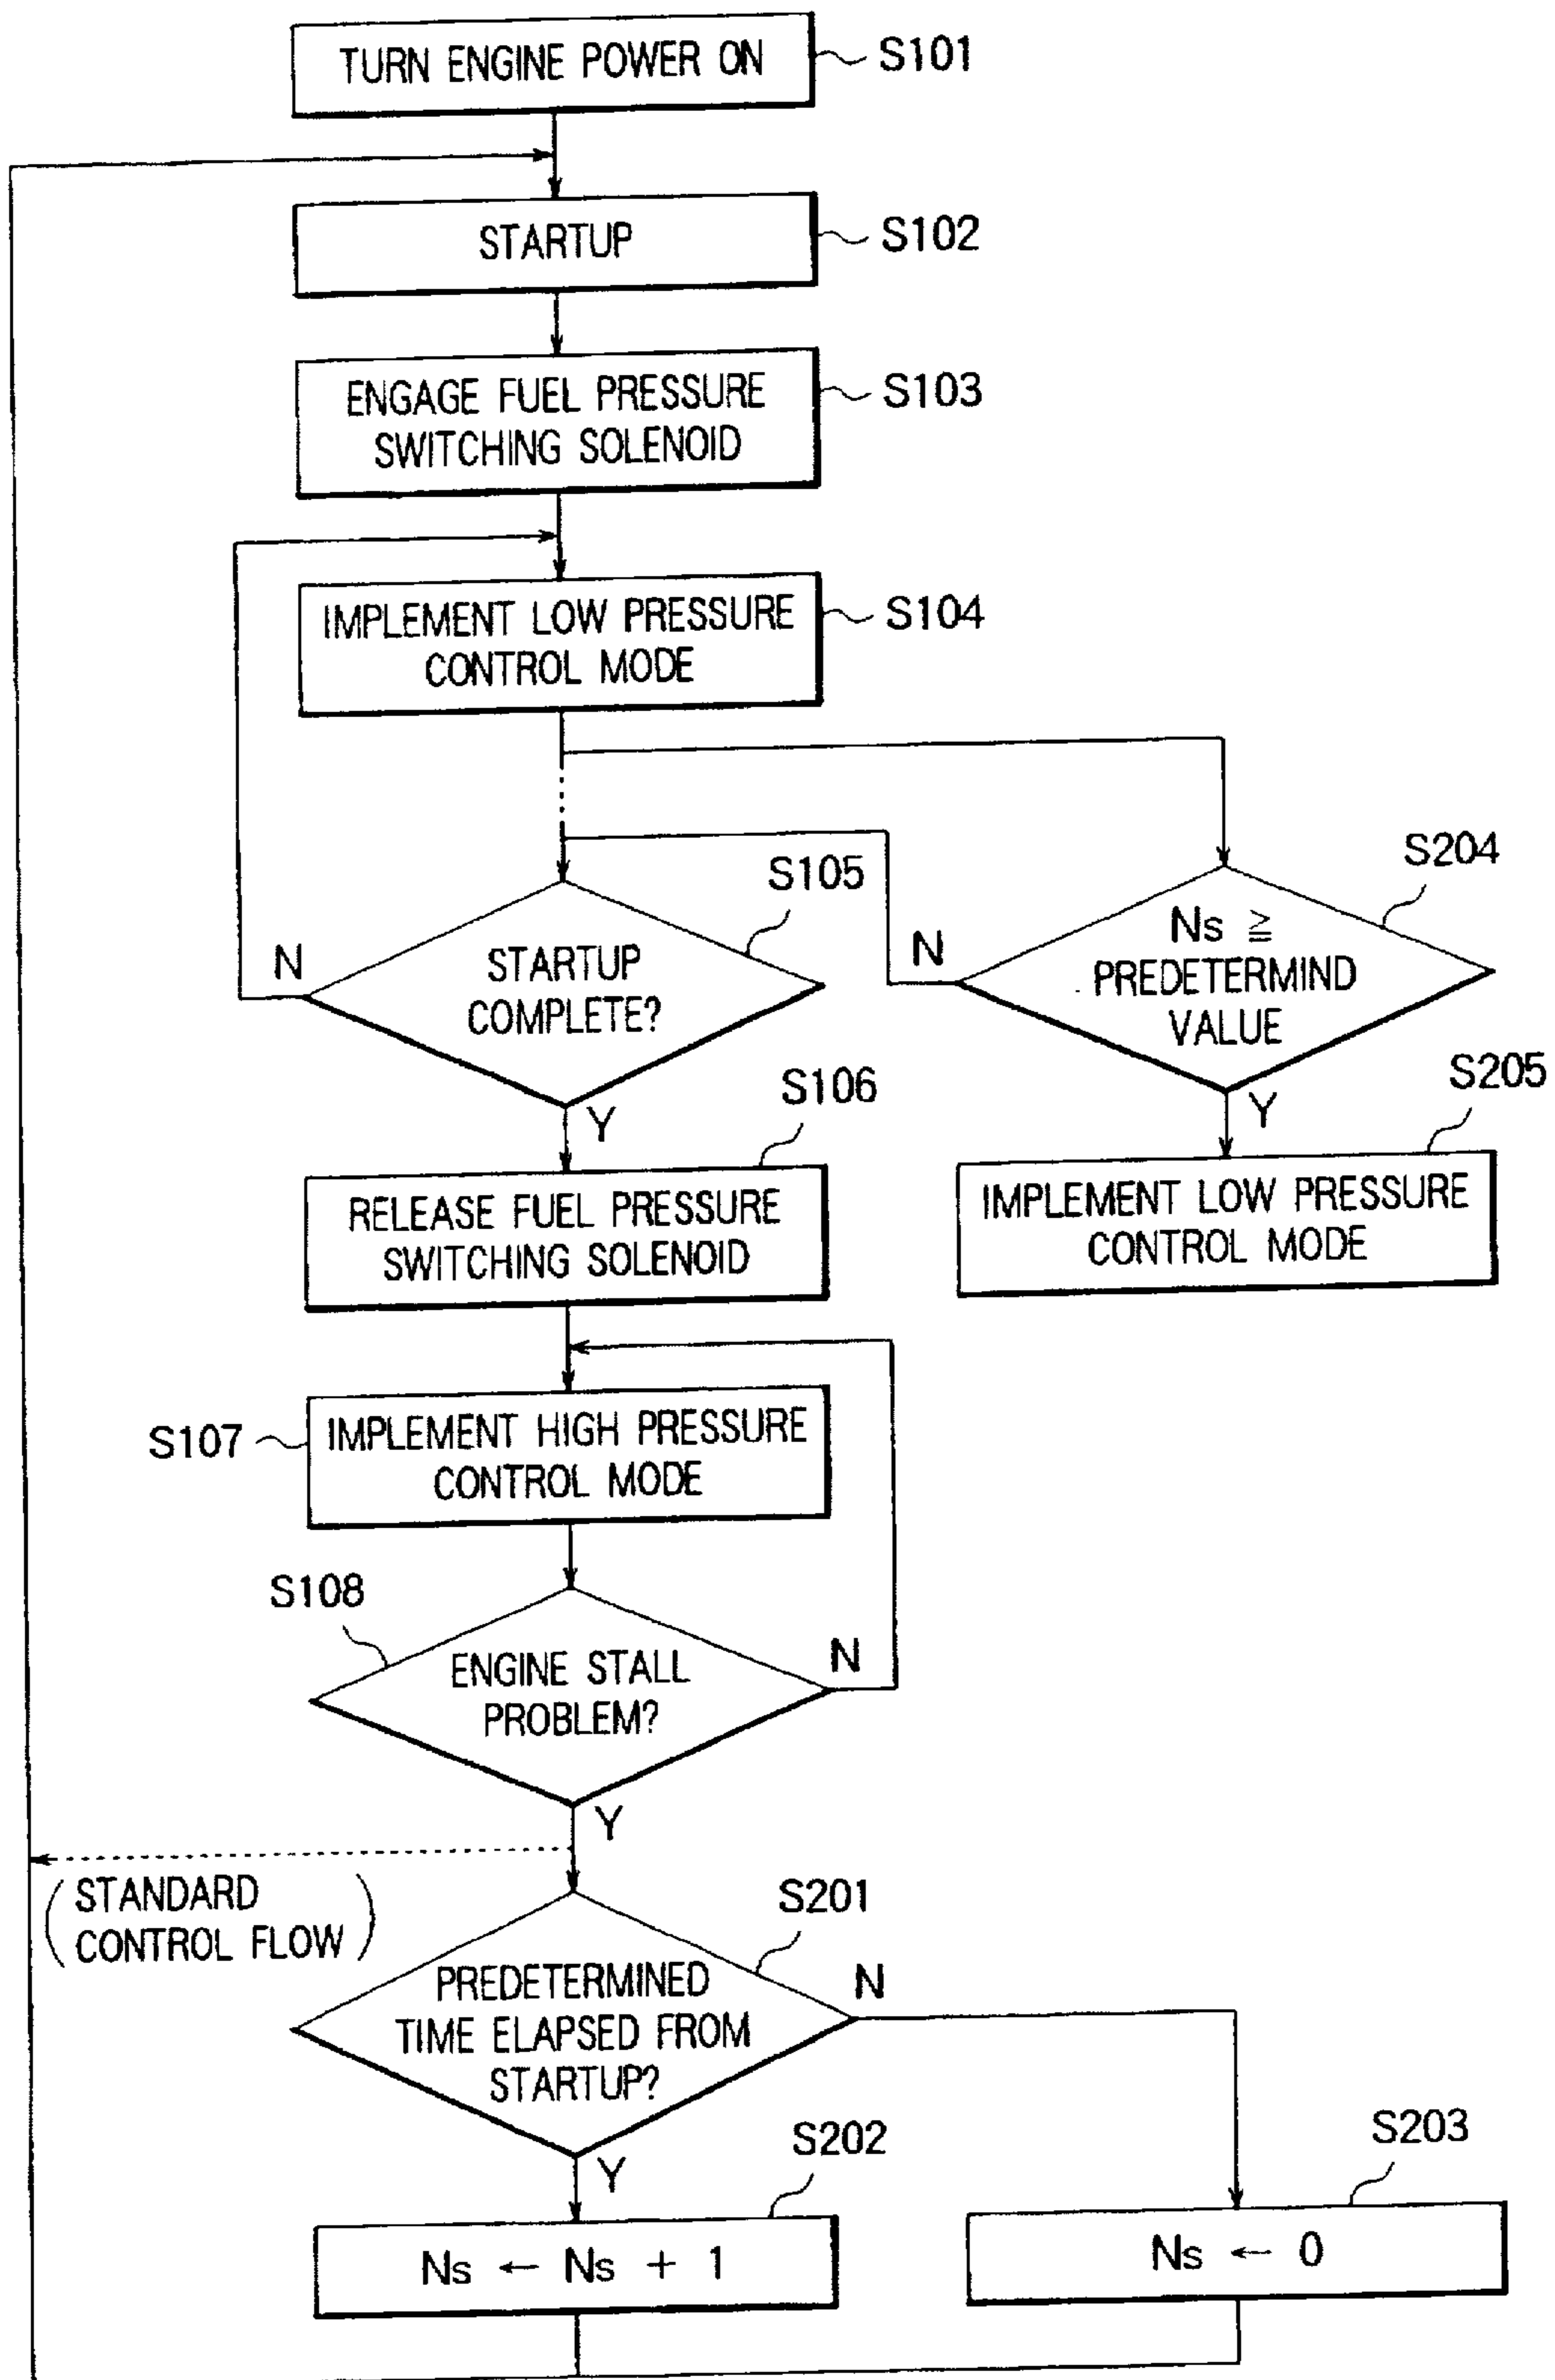 TURN ENGINE POWER ON
S101
STARTUP
S102
ENGAGE FUEL PRESSURE
SWITCHING SOLENOID
S103
IMPLEMENT LOW PRESSURE
CONTROL MODE
S104
S105
STARTUP
COMPLETE?
N
Y
S204
Ns ≧
PREDETERMIND
VALUE
N
Y
S205
IMPLEMENT LOW PRESSURE
CONTROL MODE
S106
RELEASE FUEL PRESSURE
SWITCHING SOLENOID
S107
IMPLEMENT HIGH PRESSURE
CONTROL MODE
S108
ENGINE STALL
PROBLEM?
N
Y
(STANDARD
CONTROL FLOW)
S201
PREDETERMINED
TIME ELAPSED FROM
STARTUP?
N
Y
S202
Ns ← Ns + 1
S203
Ns ← 0